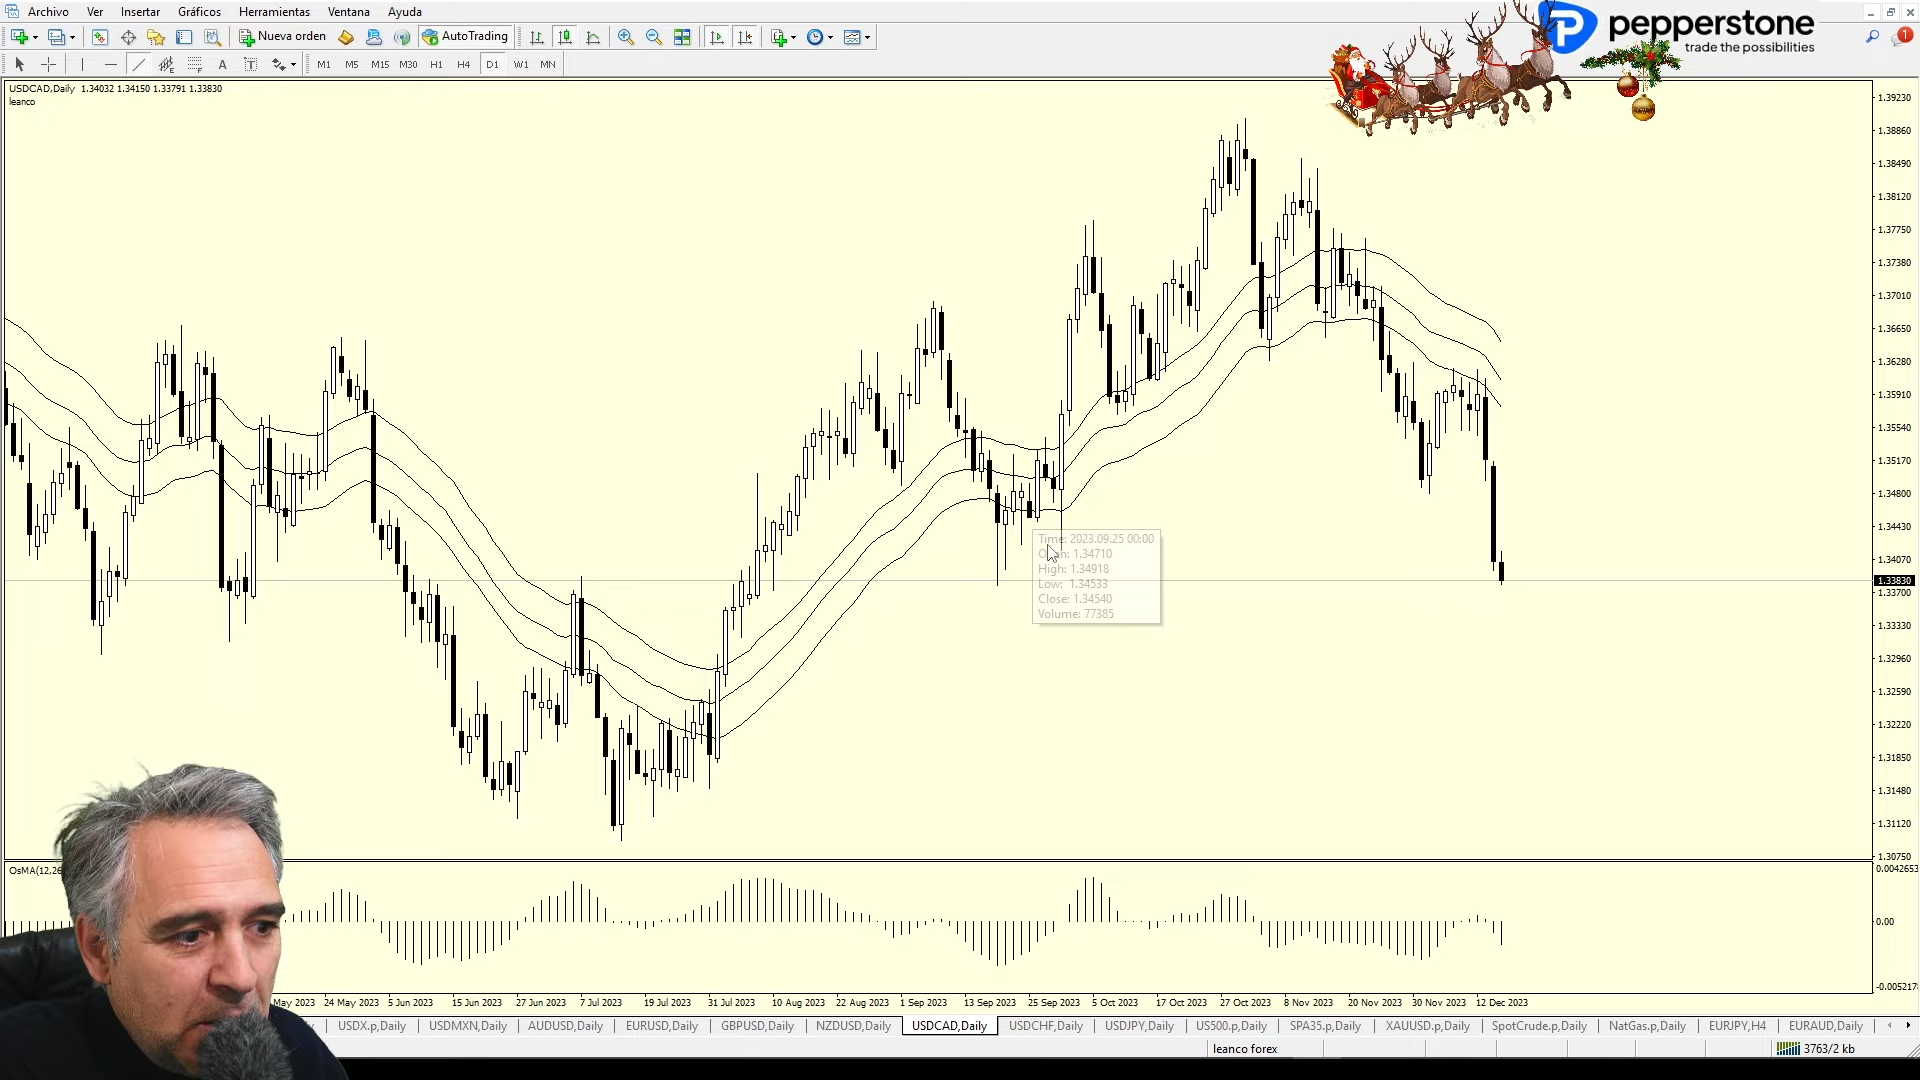 Archivo Ver Insertar Gráficos Herramientas Ventana Ayuda
pepperstone
trade the possibilities
Nueva orden AutoTrading
1
A T M1 M5 M15 M30 H1 H4 D1 W1 MN
USDCAD,Daily 1.34032 1.34150 1.33791 1.33830
leanco
1.39230
1.38860
1.38490
1.38120
1.37750
1.37380
1.37010
1.36650
1.36280
1.35910
1.35540
1.35170
1.34800
1.34430
1.34070
1.33830
1.33700
1.33330
1.32960
1.32590
1.32220
1.31850
1.31480
1.31120
1.30750
Time: 2023.09.25 00:00
Open: 1.34710
High: 1.34918
Low: 1.34533
Close: 1.34540
Volume: 77385
OsMA(12,26
0.0042653
0.00
-0.005217
May 2023 24 May 2023 5 Jun 2023 15 Jun 2023 27 Jun 2023 7 Jul 2023 19 Jul 2023 31 Jul 2023 10 Aug 2023 22 Aug 2023 1 Sep 2023 13 Sep 2023 25 Sep 2023 5 Oct 2023 17 Oct 2023 27 Oct 2023 8 Nov 2023 20 Nov 2023 30 Nov 2023 12 Dec 2023
USDX.p,Daily USDMXN,Daily AUDUSD,Daily EURUSD,Daily GBPUSD,Daily NZDUSD,Daily USDCAD,Daily USDCHF,Daily USDJPY,Daily US500.p,Daily SPA35.p,Daily XAUUSD.p,Daily SpotCrude.p,Daily NatGas.p,Daily EURJPY,H4 EURAUD,Daily
leanco forex 3763/2 kb